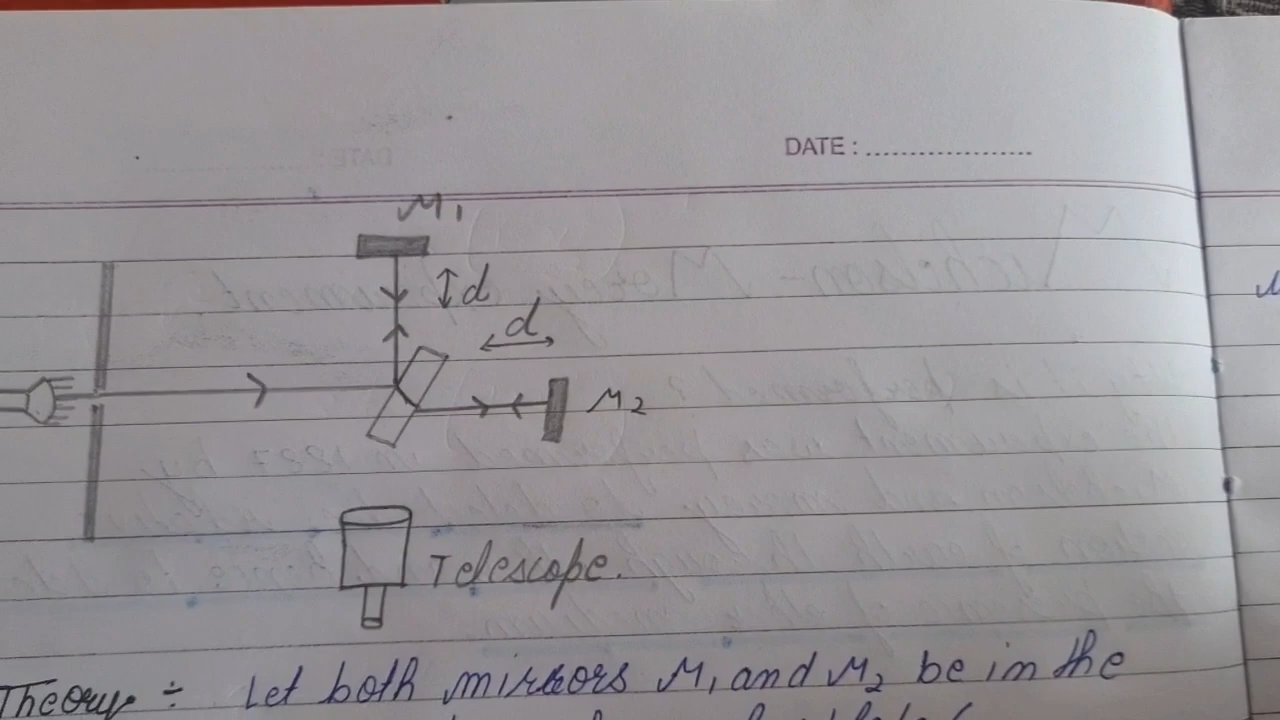 DATE : ....................
M1
d
d
M2
Telescope.
Theory ÷ Let both mirrors M1 and M2 be in the